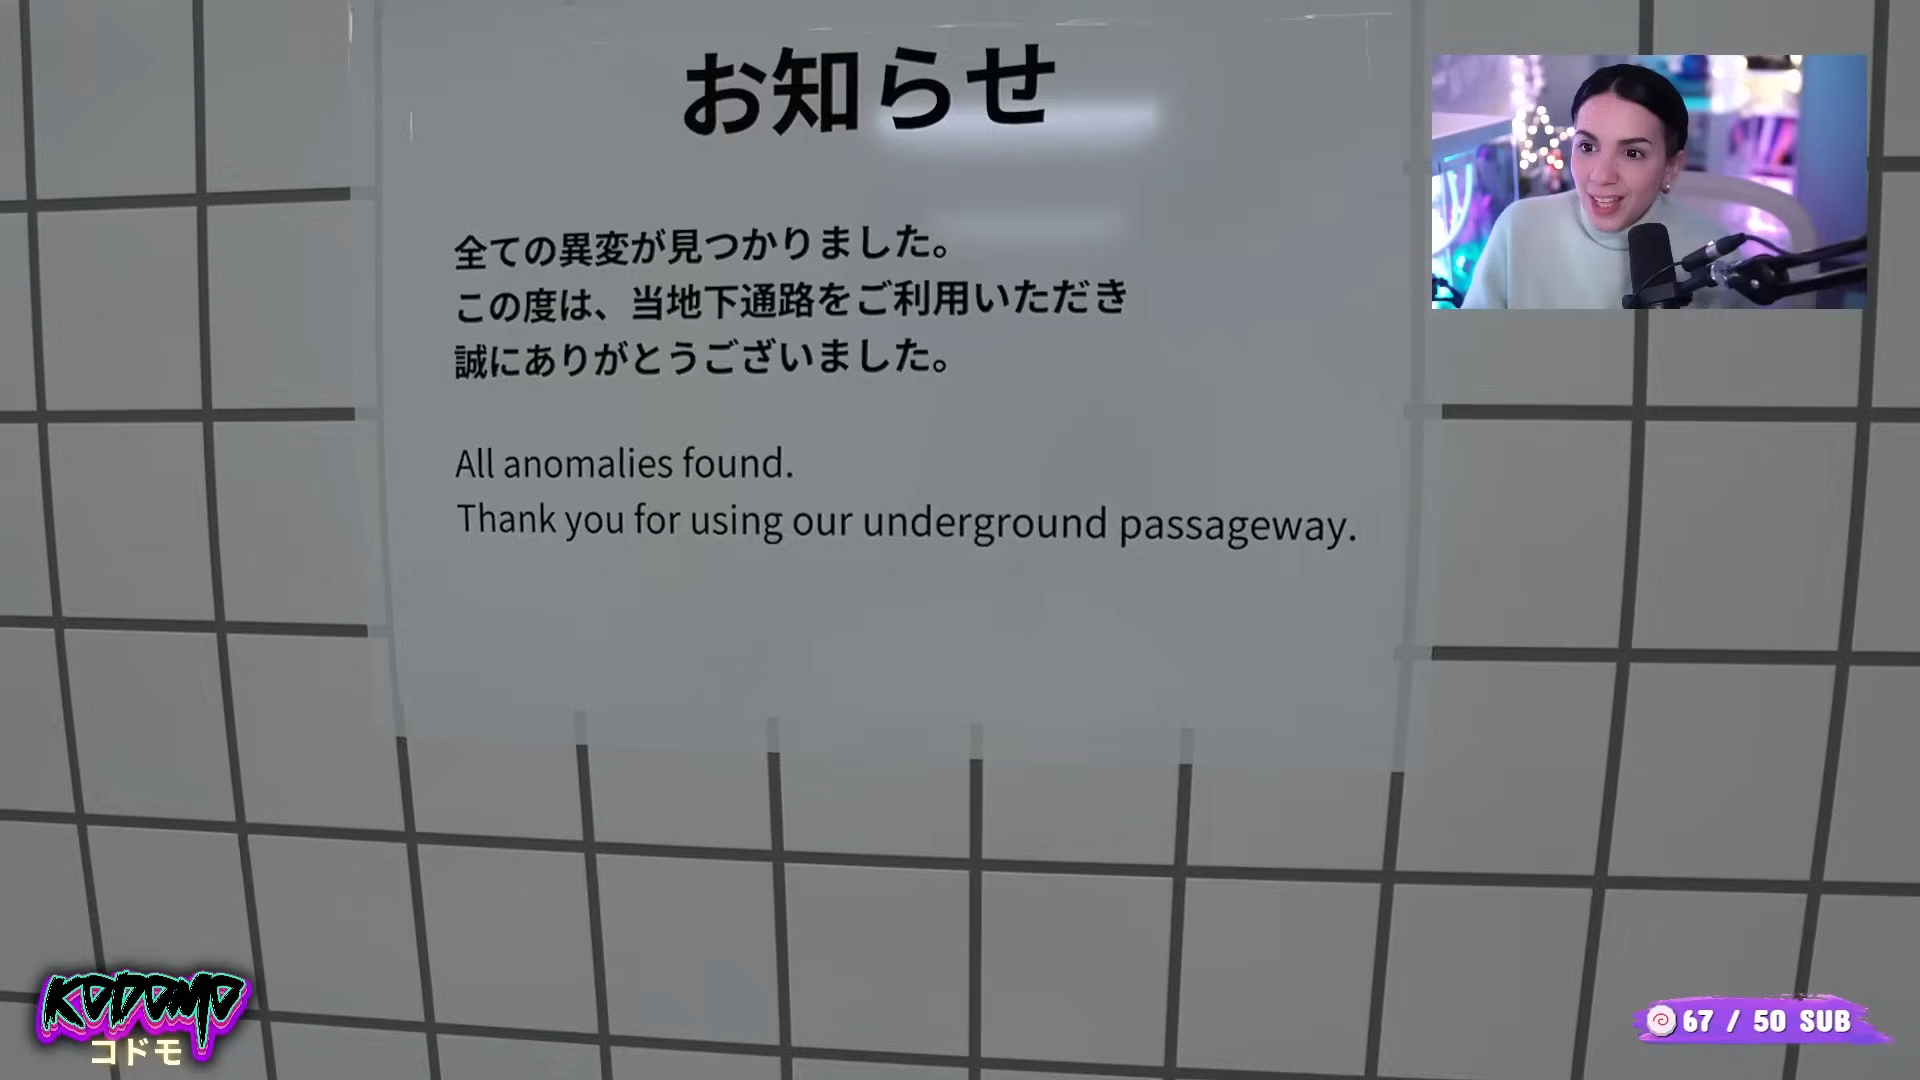 お知らせ
全ての異変が見つかりました。
この度は、当地下通路をご利用いただき
誠にありがとうございました。
All anomalies found.
Thank you for using our underground passageway.
KODOMO
コドモ
67 / 50 SUB